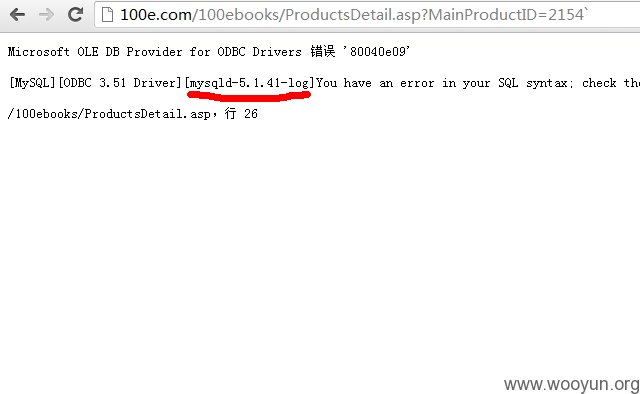 100e.com/100ebooks/ProductsDetail.asp?MainProductID=2154`
Microsoft OLE DB Provider for ODBC Drivers 错误 '80040e09'
[MySQL][ODBC 3.51 Driver][mysqld-5.1.41-log]You have an error in your SQL syntax; check the
/100ebooks/ProductsDetail.asp，行 26
www.wooyun.org